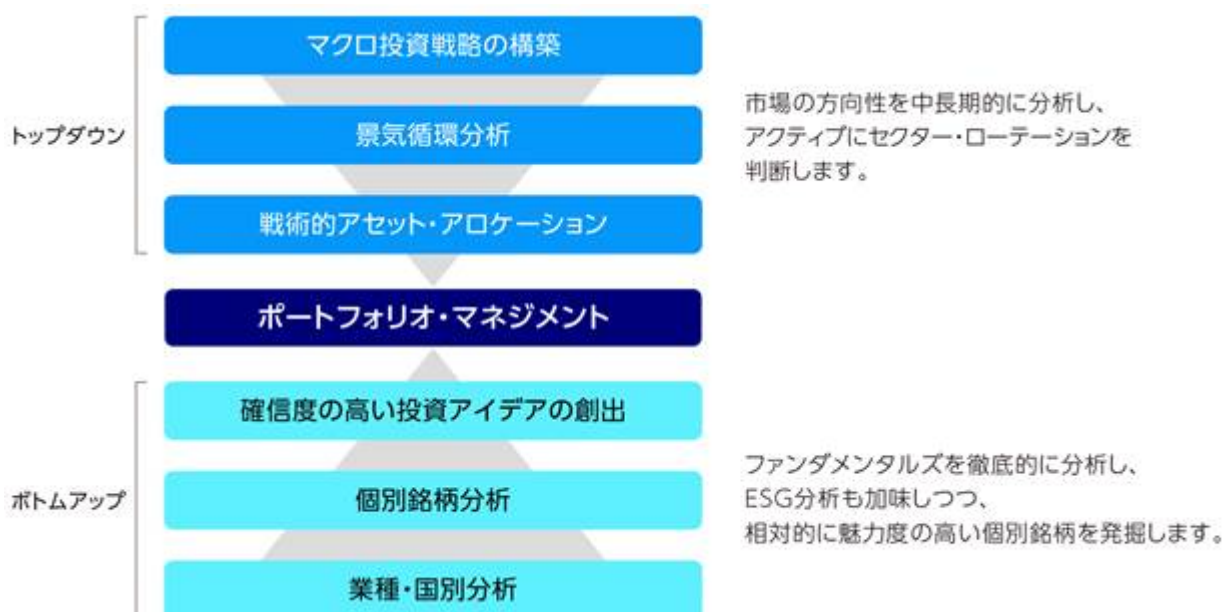 マクロ投資戦略の構築
トップダウン
景気循環分析
戦術的アセット・アロケーション
市場の方向性を中長期的に分析し、
アクティブにセクター・ローテーションを
判断します。
ポートフォリオ・マネジメント
確信度の高い投資アイデアの創出
ボトムアップ
個別銘柄分析
業種・国別分析
ファンダメンタルズを徹底的に分析し、
ESG分析も加味しつつ、
相対的に魅力度の高い個別銘柄を発掘します。